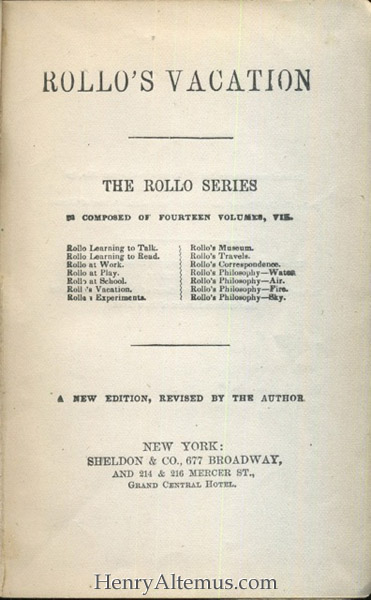 ROLLO'S VACATION
THE ROLLO SERIES
IS COMPOSED OF FOURTEEN VOLUMES, VIZ.
Rollo Learning to Talk.
Rollo Learning to Read.
Rollo at Work.
Rollo at Play.
Rollo at School.
Rollo's Vacation.
Rollo's Experiments.
Rollo's Museum.
Rollo's Travels.
Rollo's Correspondence.
Rollo's Philosophy—Water.
Rollo's Philosophy—Air.
Rollo's Philosophy—Fire.
Rollo's Philosophy—Sky.
A NEW EDITION, REVISED BY THE AUTHOR.
NEW YORK:
SHELDON & CO., 677 BROADWAY,
AND 214 & 216 MERCER ST.,
GRAND CENTRAL HOTEL.
HenryAltemus.com